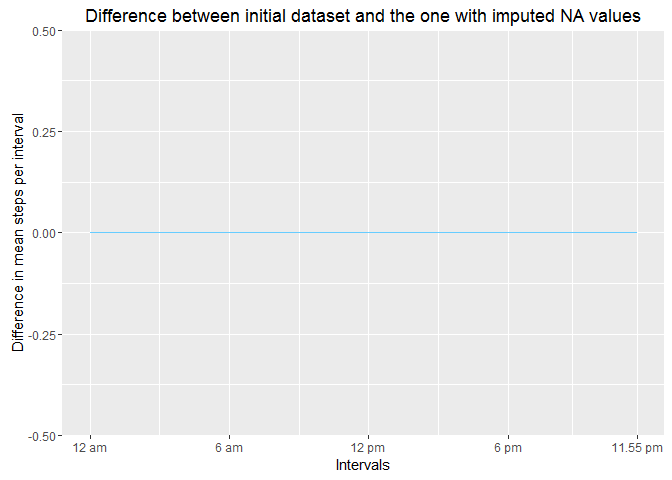 Difference between initial dataset and the one with imputed NA values
Difference in mean steps per interval
0.50
0.25
0.00
-0.25
-0.50
12 am
6 am
12 pm
6 pm
11.55 pm
Intervals